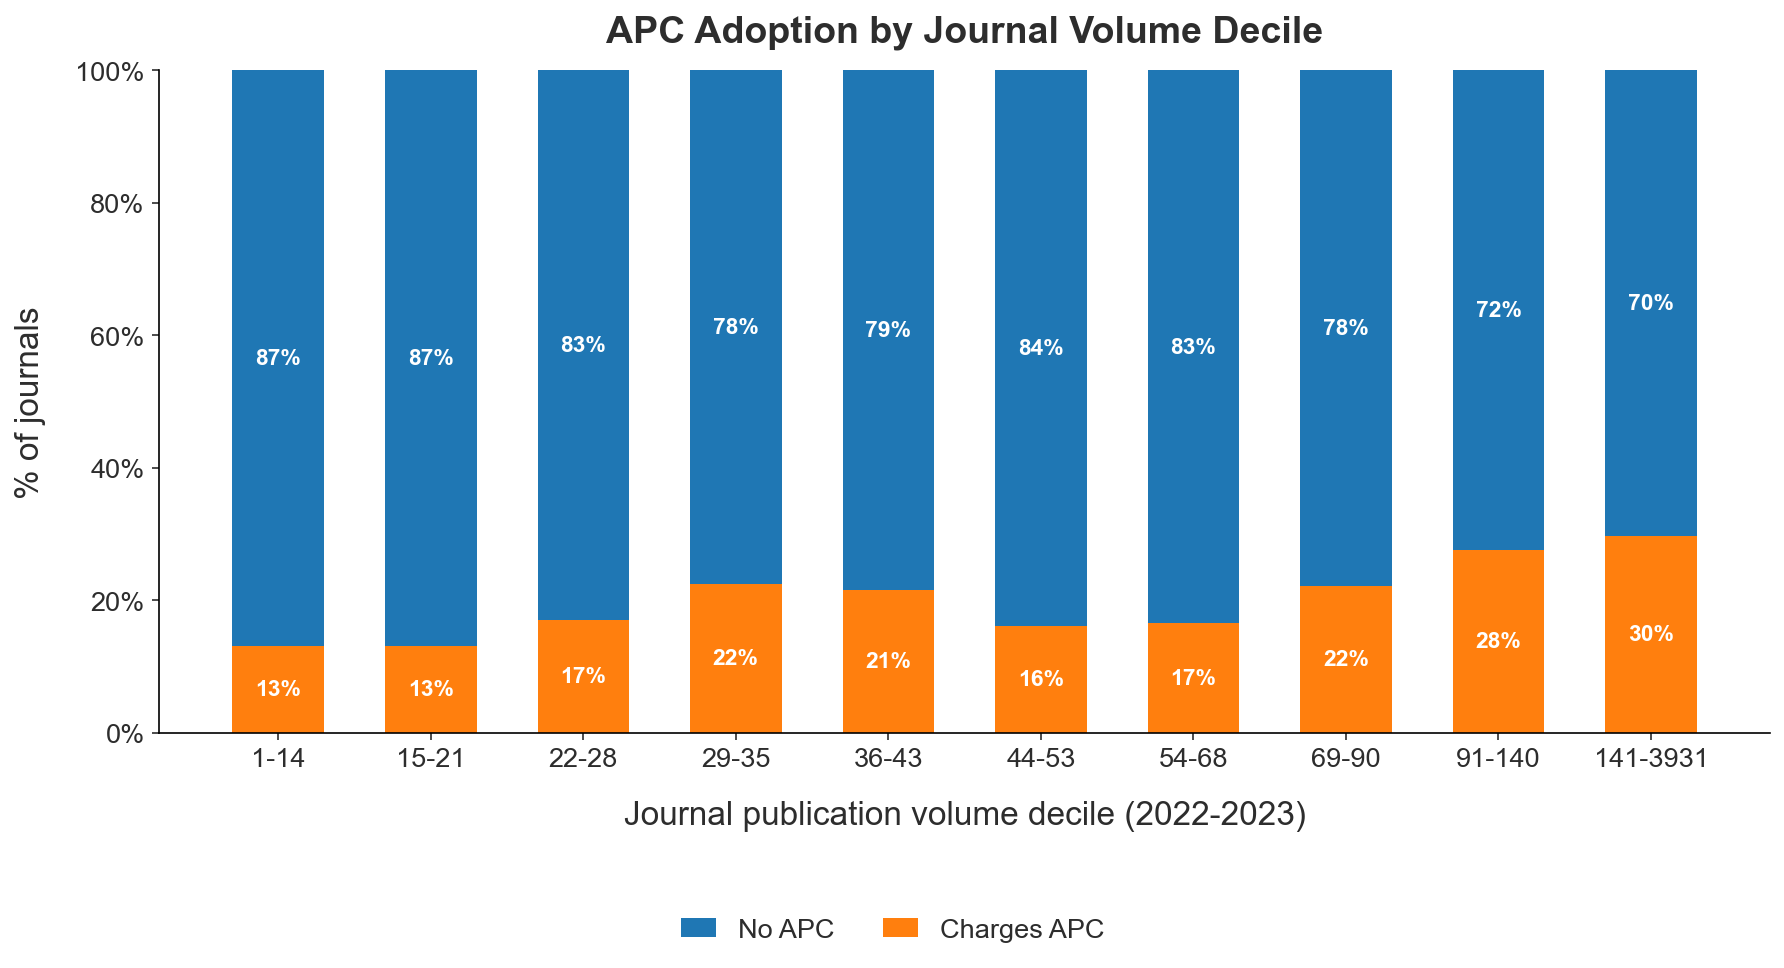 APC Adoption by Journal Volume Decile
% of journals
100%
80%
60%
40%
20%
0%
87% 87% 83% 78% 79% 84% 83% 78% 72% 70%
13% 13% 17% 22% 21% 16% 17% 22% 28% 30%
1-14 15-21 22-28 29-35 36-43 44-53 54-68 69-90 91-140 141-3931
Journal publication volume decile (2022-2023)
No APC Charges APC